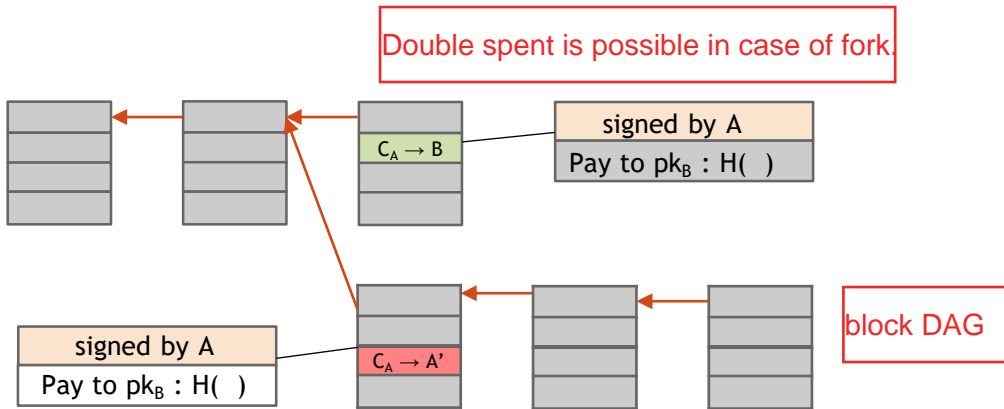 Double spent is possible in case of fork.
signed by A
C_A → B
Pay to pk_B : H( )
block DAG
signed by A
C_A → A’
Pay to pk_B : H( )